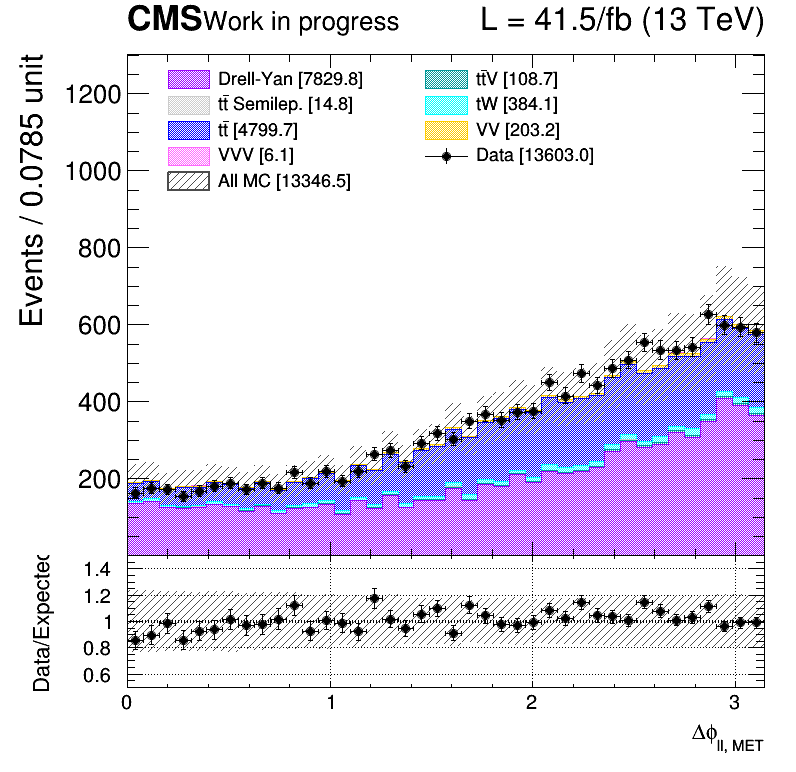 CMS Work in progress L = 41.5/fb (13 TeV)
Events / 0.0785 unit
1200
1000
800
600
400
200
Drell-Yan [7829.8]
tt̄ Semilep. [14.8]
tt̄ [4799.7]
VVV [6.1]
All MC [13346.5]
tt̄V [108.7]
tW [384.1]
VV [203.2]
Data [13603.0]
Data/Expected
1.4
1.2
1
0.8
0.6
0 1 2 3
Δϕ_ll, MET